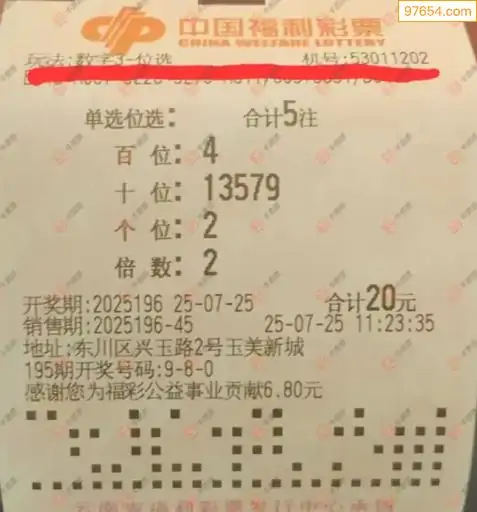 97654.com
中国福利彩票
CHINA WELFARE LOTTERY
玩法:数字3-位选 机号:53011202
单选位选: 合计5注
百 位: 4
十 位: 13579
个 位: 2
倍 数: 2
开奖期:2025196 25-07-25 合计20元
销售期:2025196-45 25-07-25 11:23:35
地址:东川区兴玉路2号玉美新城
195期开奖号码:9-8-0
感谢您为福彩公益事业贡献6.80元